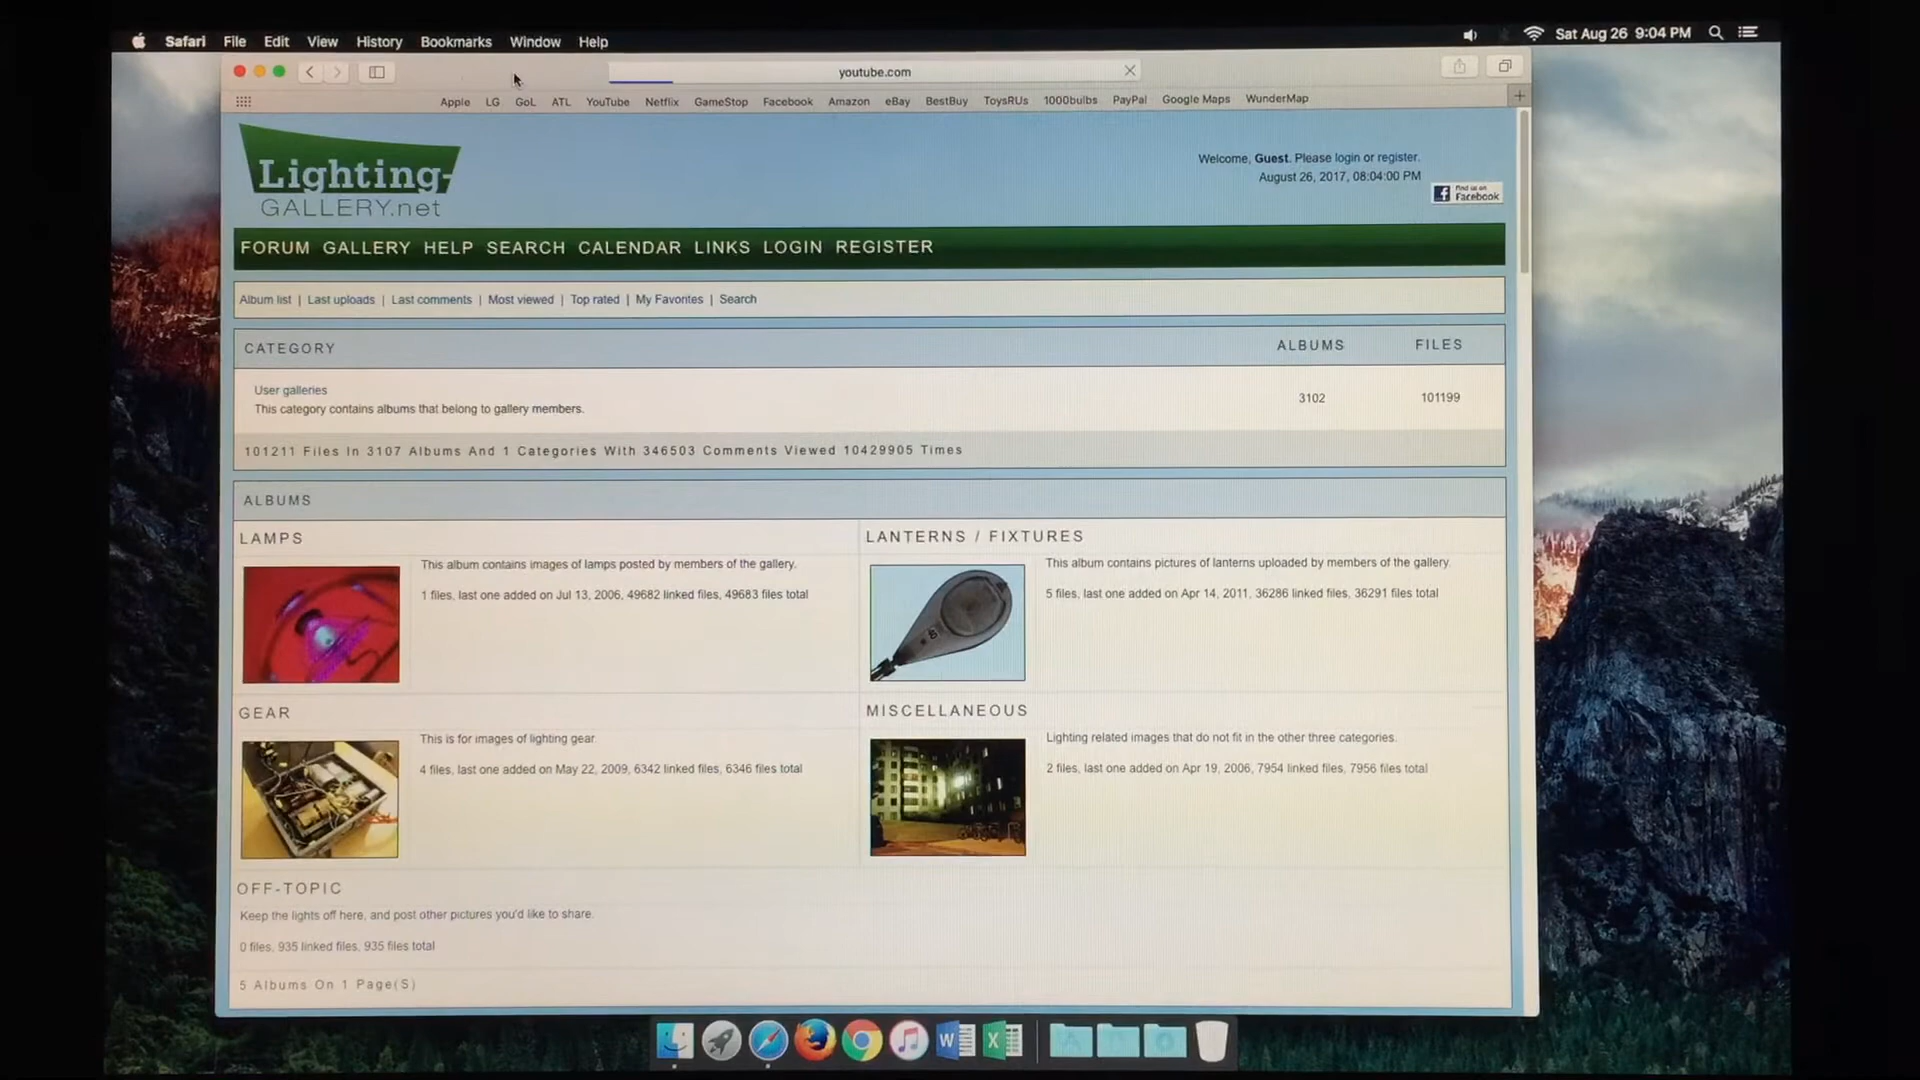 Safari File Edit View History Bookmarks Window Help
Sat Aug 26 9:04 PM
youtube.com
Apple LG GoL ATL YouTube Netflix GameStop Facebook Amazon eBay BestBuy ToysRUs 1000bulbs PayPal Google Maps WunderMap
Lighting-
GALLERY.net
Welcome, Guest. Please login or register.
August 26, 2017, 08:04:00 PM
Find us on
Facebook
FORUM GALLERY HELP SEARCH CALENDAR LINKS LOGIN REGISTER
Album list | Last uploads | Last comments | Most viewed | Top rated | My Favorites | Search
CATEGORY ALBUMS FILES
User galleries
This category contains albums that belong to gallery members.
3102 101199
101211 Files In 3107 Albums And 1 Categories With 346503 Comments Viewed 10429905 Times
ALBUMS
LAMPS
This album contains images of lamps posted by members of the gallery.
1 files, last one added on Jul 13, 2006, 49682 linked files, 49683 files total
LANTERNS / FIXTURES
This album contains pictures of lanterns uploaded by members of the gallery.
5 files, last one added on Apr 14, 2011, 36286 linked files, 36291 files total
GEAR
This is for images of lighting gear.
4 files, last one added on May 22, 2009, 6342 linked files, 6346 files total
MISCELLANEOUS
Lighting related images that do not fit in the other three categories.
2 files, last one added on Apr 19, 2006, 7954 linked files, 7956 files total
OFF-TOPIC
Keep the lights off here, and post other pictures you'd like to share.
0 files, 935 linked files, 935 files total
5 Albums On 1 Page(S)